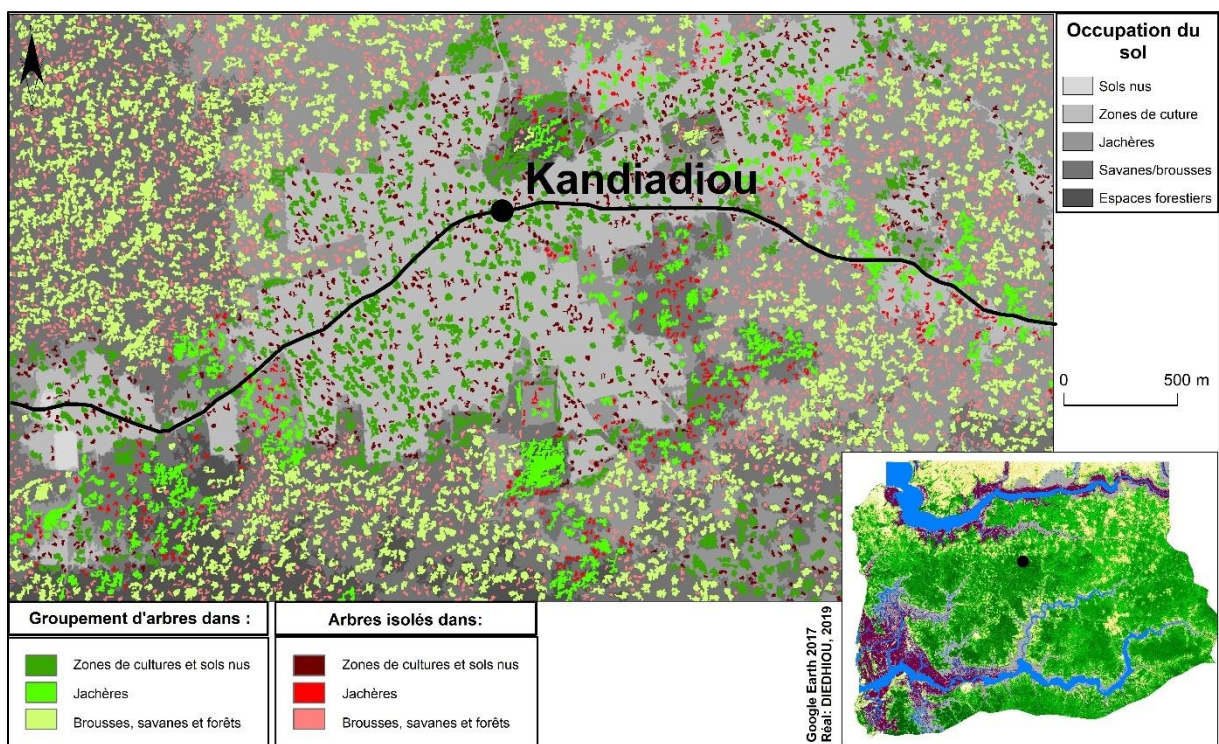 Kandiadiou
Occupation du
sol
Sols nus
Zones de cuture
Jachères
Savanes/brousses
Espaces forestiers
0 500 m
Groupement d'arbres dans :
Zones de cultures et sols nus
Jachères
Brousses, savanes et forêts
Arbres isolés dans:
Zones de cultures et sols nus
Jachères
Brousses, savanes et forêts
Google Earth 2017
Réal: DIEDHIOU, 2019